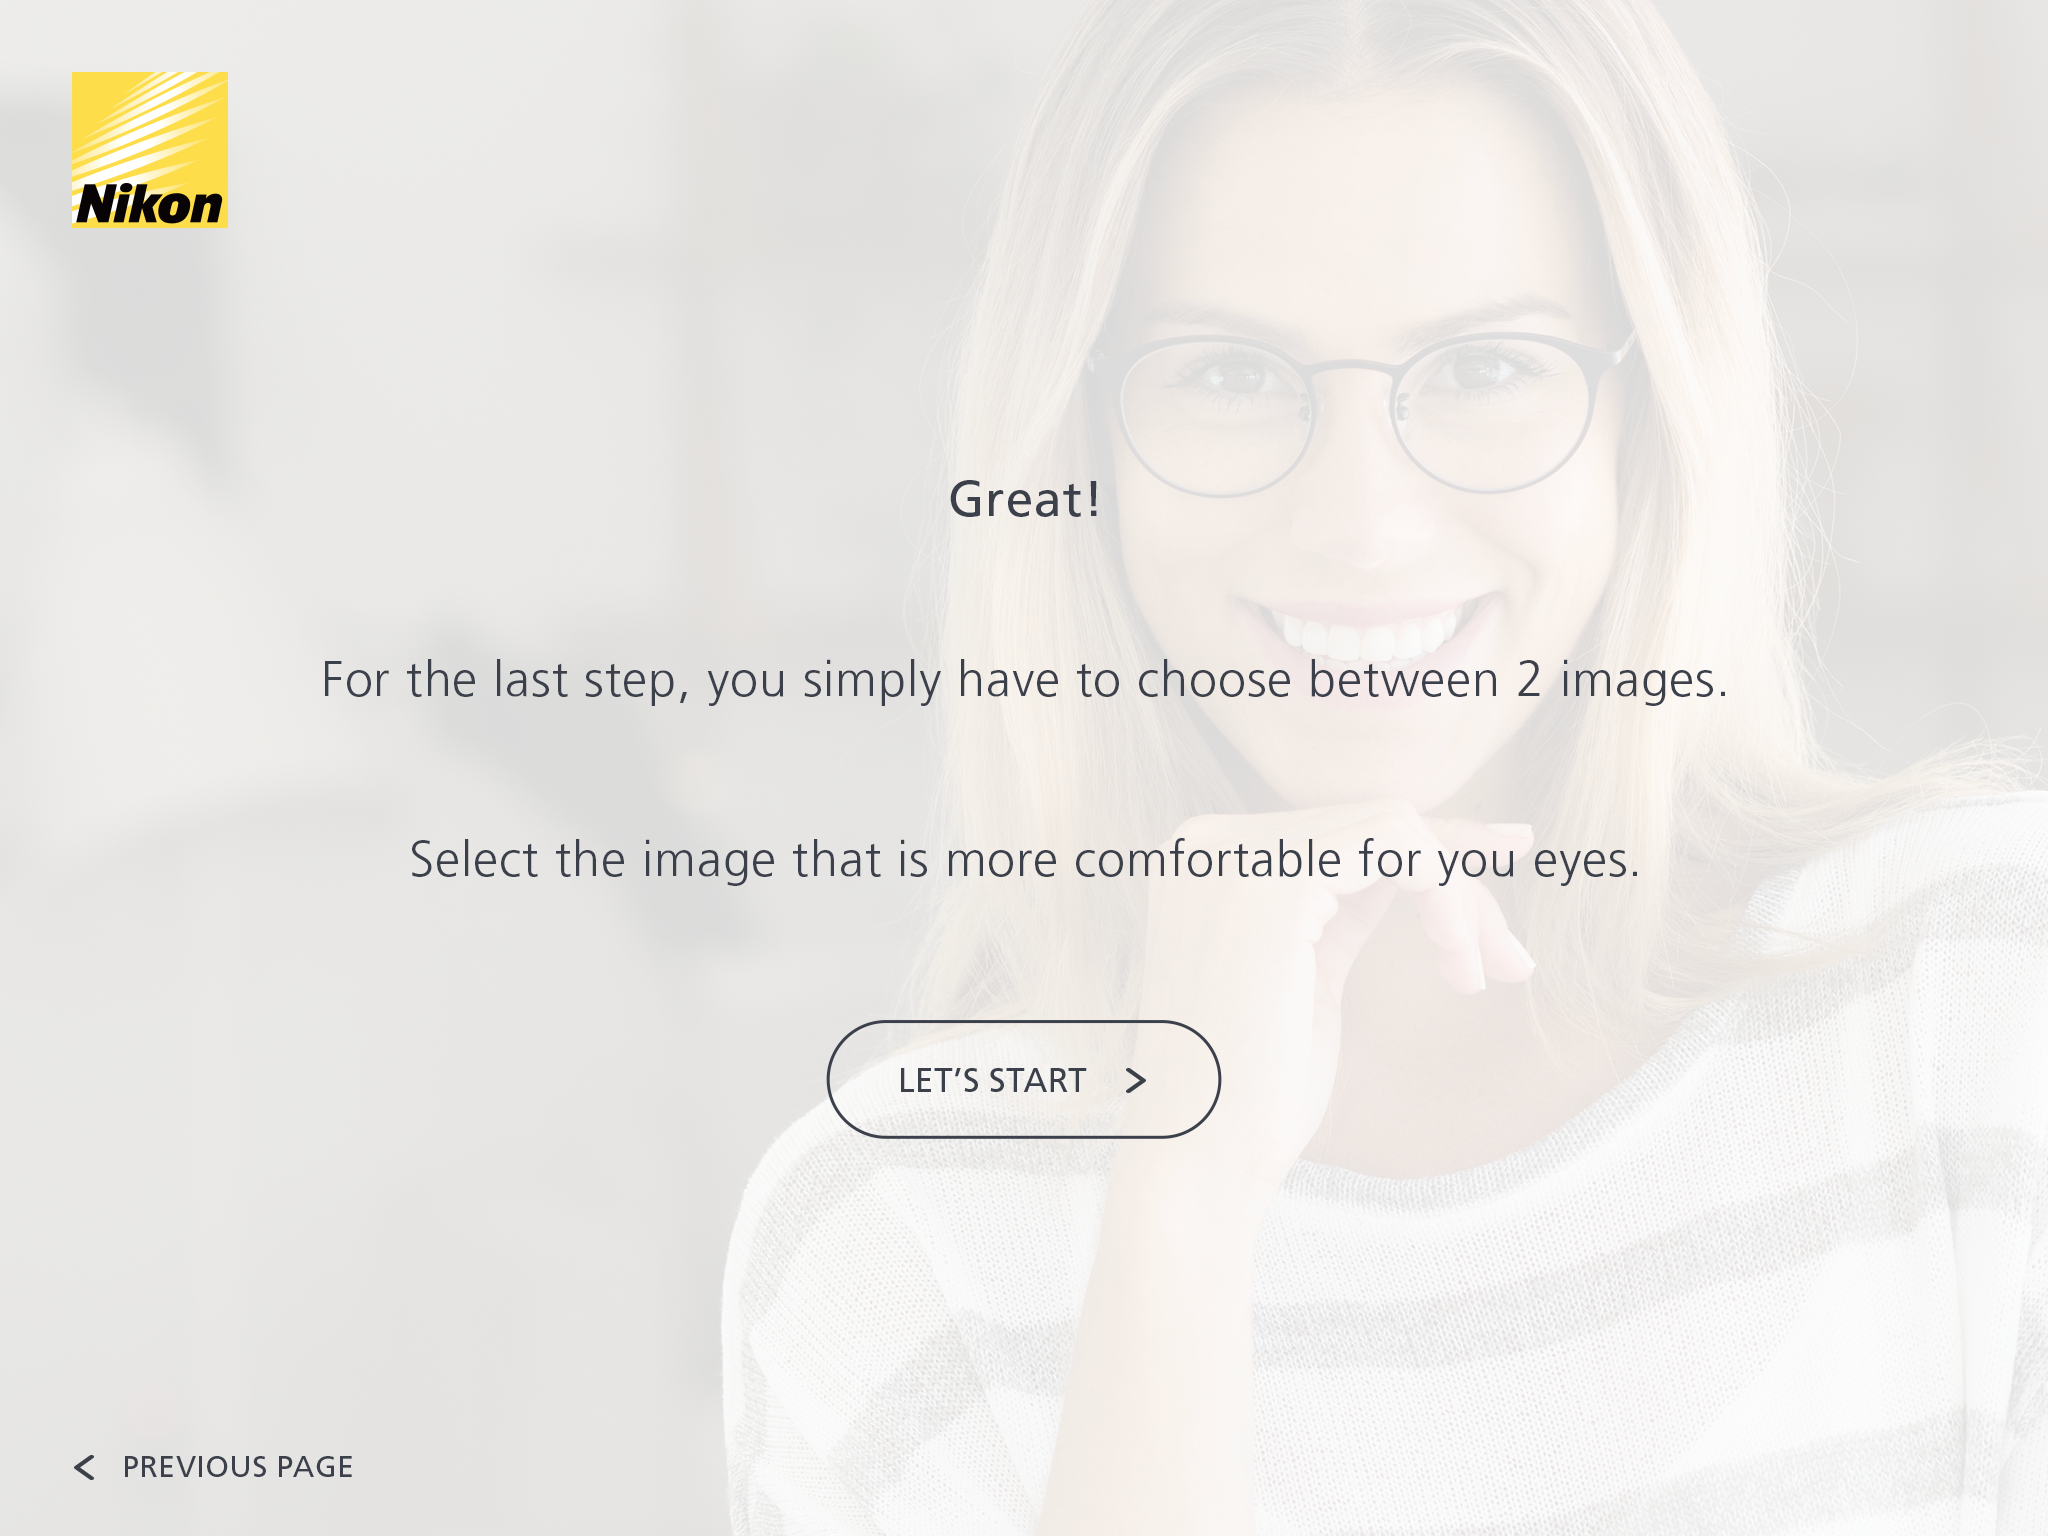 Nikon
Great!
For the last step, you simply have to choose between 2 images.
Select the image that is more comfortable for you eyes.
LET’S START
PREVIOUS PAGE